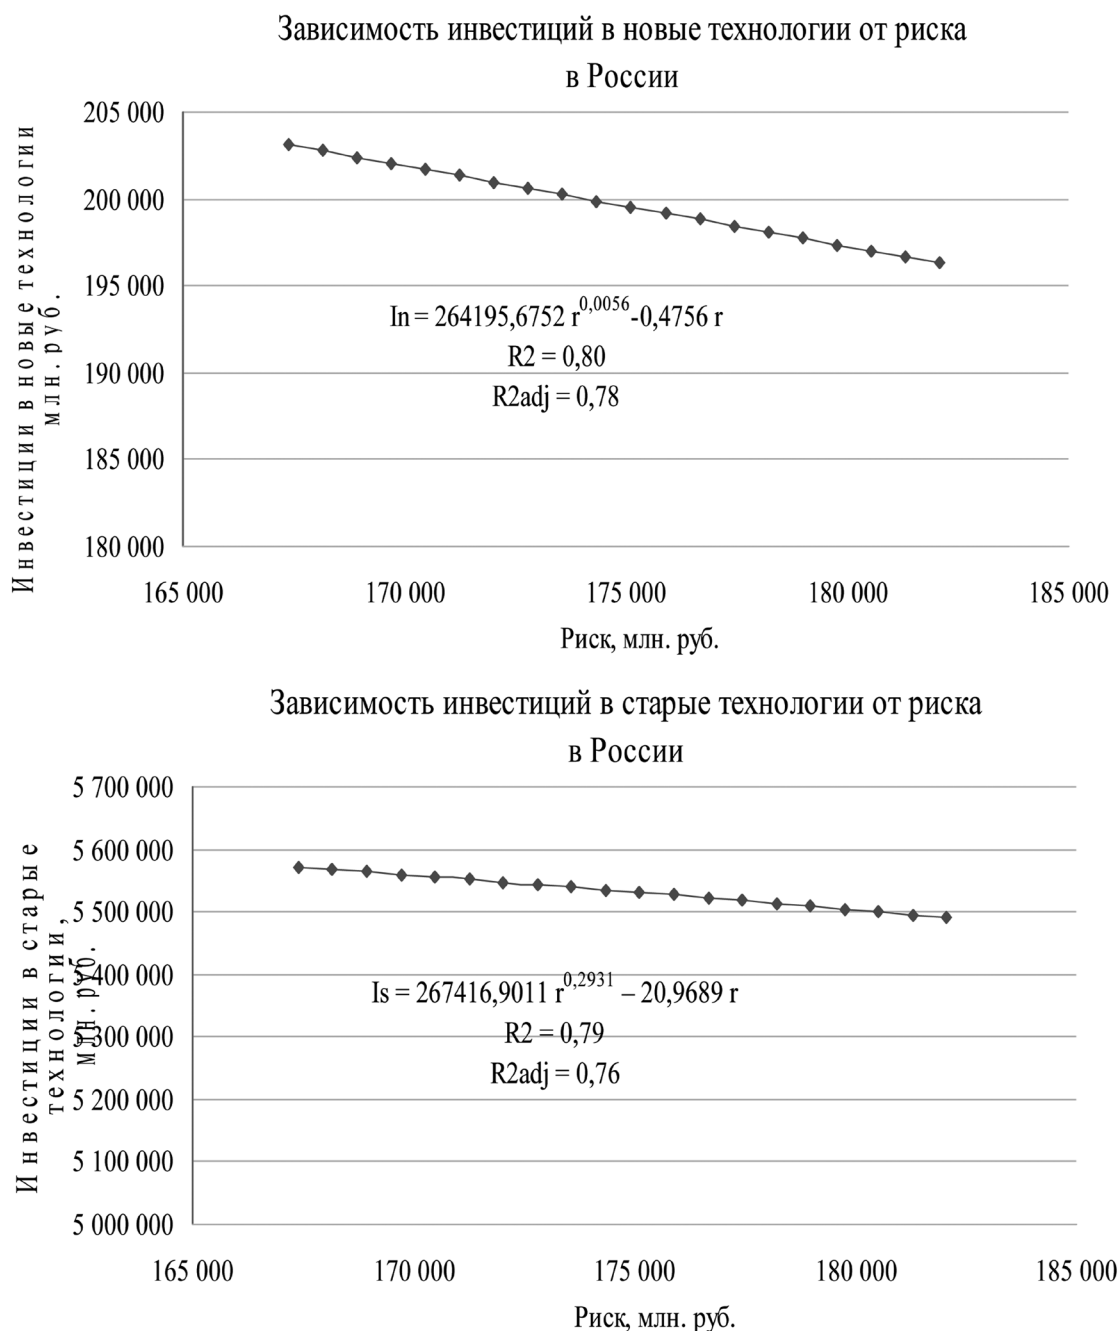 Зависимость инвестиций в новые технологии от риска
в России
Инвестиции в новые технологии
млн. руб.
205 000
200 000
195 000
190 000
185 000
180 000
In = 264195,6752 r^0,0056-0,4756 r
R2 = 0,80
R2adj = 0,78
165 000 170 000 175 000 180 000 185 000
Риск, млн. руб.
Зависимость инвестиций в старые технологии от риска
в России
Инвестиции в старые
технологии,
млн.руб.
5 700 000
5 600 000
5 500 000
5 400 000
5 300 000
5 200 000
5 100 000
5 000 000
Is = 267416,9011 r^0,2931 – 20,9689 r
R2 = 0,79
R2adj = 0,76
165 000 170 000 175 000 180 000 185 000
Риск, млн. руб.